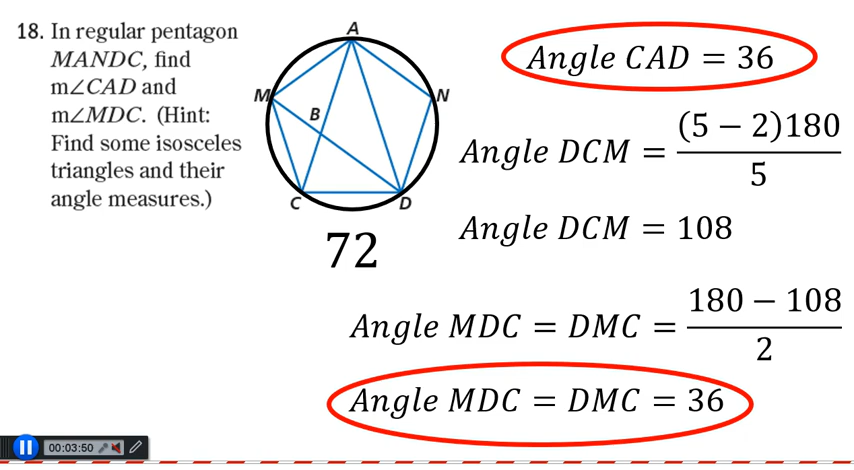 18. In regular pentagon
MANDC, find
m∠CAD and
m∠MDC. (Hint:
Find some isosceles
triangles and their
angle measures.)
A
M
N
B
C
D
72
Angle CAD = 36
Angle DCM = (5 − 2)180 / 5
Angle DCM = 108
Angle MDC = DMC = 180 − 108 / 2
Angle MDC = DMC = 36
00:03:50